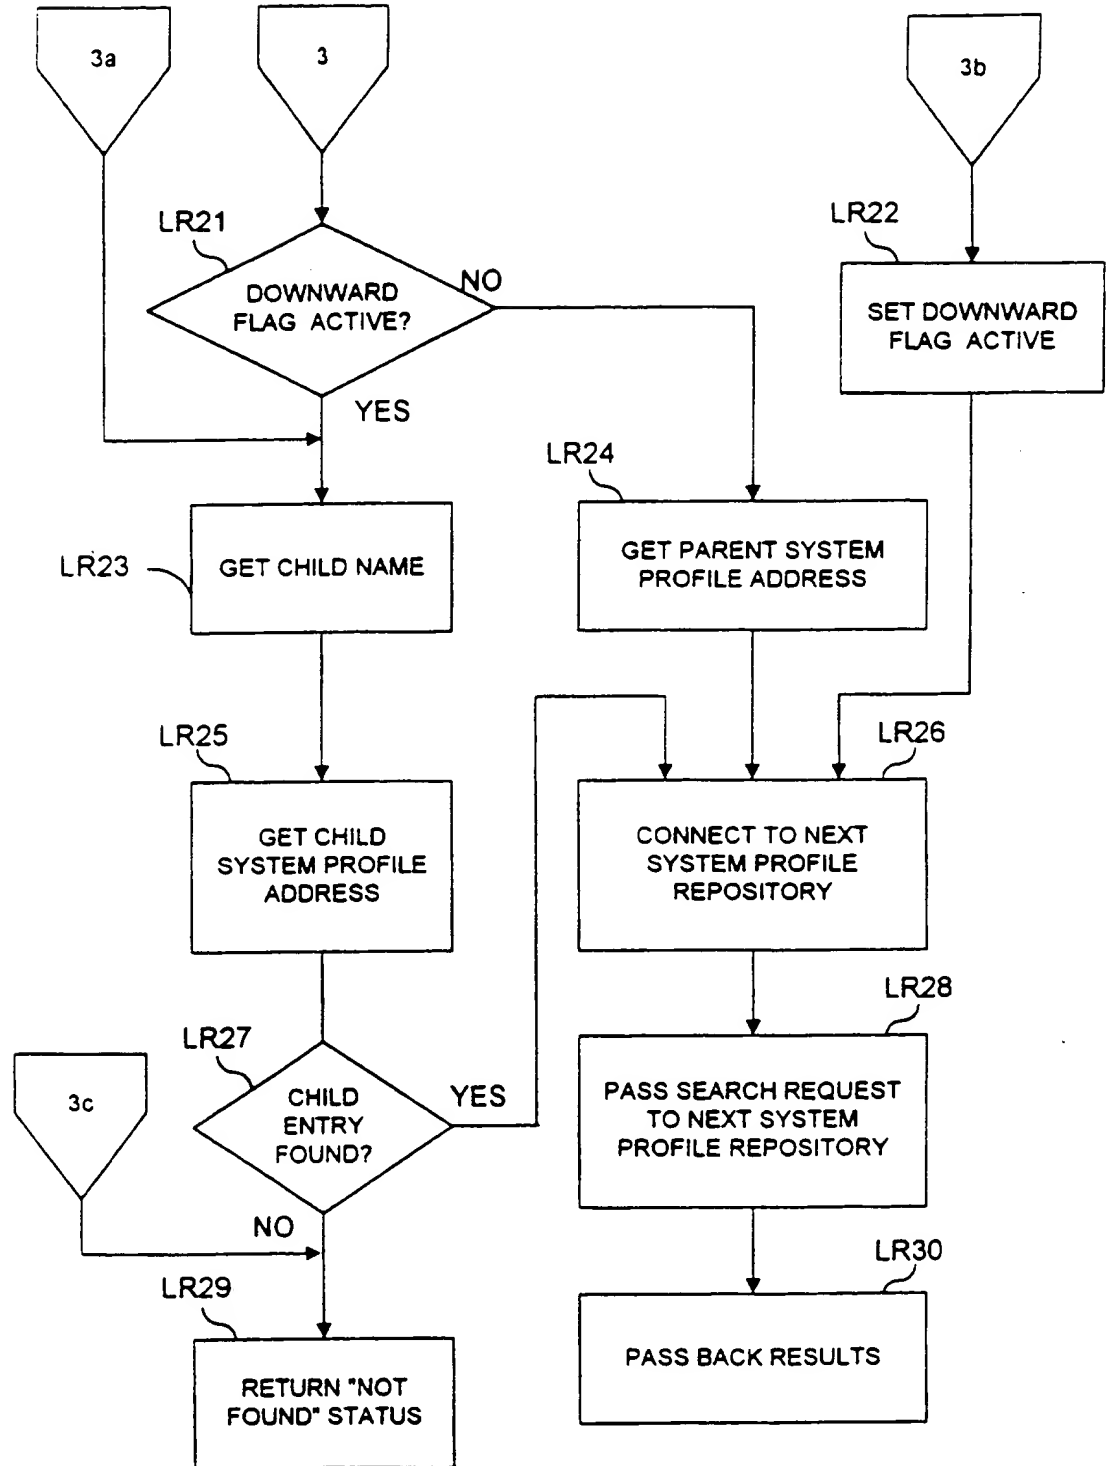 3a
3
3b
LR21
DOWNWARD
FLAG ACTIVE?
NO
YES
LR22
SET DOWNWARD
FLAG ACTIVE
LR23
GET CHILD NAME
LR24
GET PARENT SYSTEM
PROFILE ADDRESS
LR25
GET CHILD
SYSTEM PROFILE
ADDRESS
LR26
CONNECT TO NEXT
SYSTEM PROFILE
REPOSITORY
3c
LR27
CHILD
ENTRY
FOUND?
YES
NO
LR28
PASS SEARCH REQUEST
TO NEXT SYSTEM
PROFILE REPOSITORY
LR29
RETURN "NOT
FOUND" STATUS
LR30
PASS BACK RESULTS